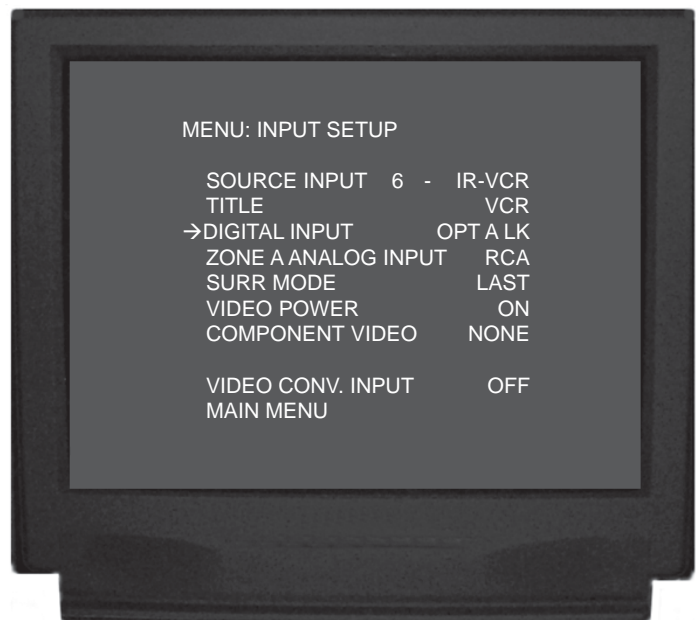 MENU: INPUT SETUP
SOURCE INPUT 6 - IR-VCR
TITLE VCR
→DIGITAL INPUT OPT A LK
ZONE A ANALOG INPUT RCA
SURR MODE LAST
VIDEO POWER ON
COMPONENT VIDEO NONE
VIDEO CONV. INPUT OFF
MAIN MENU